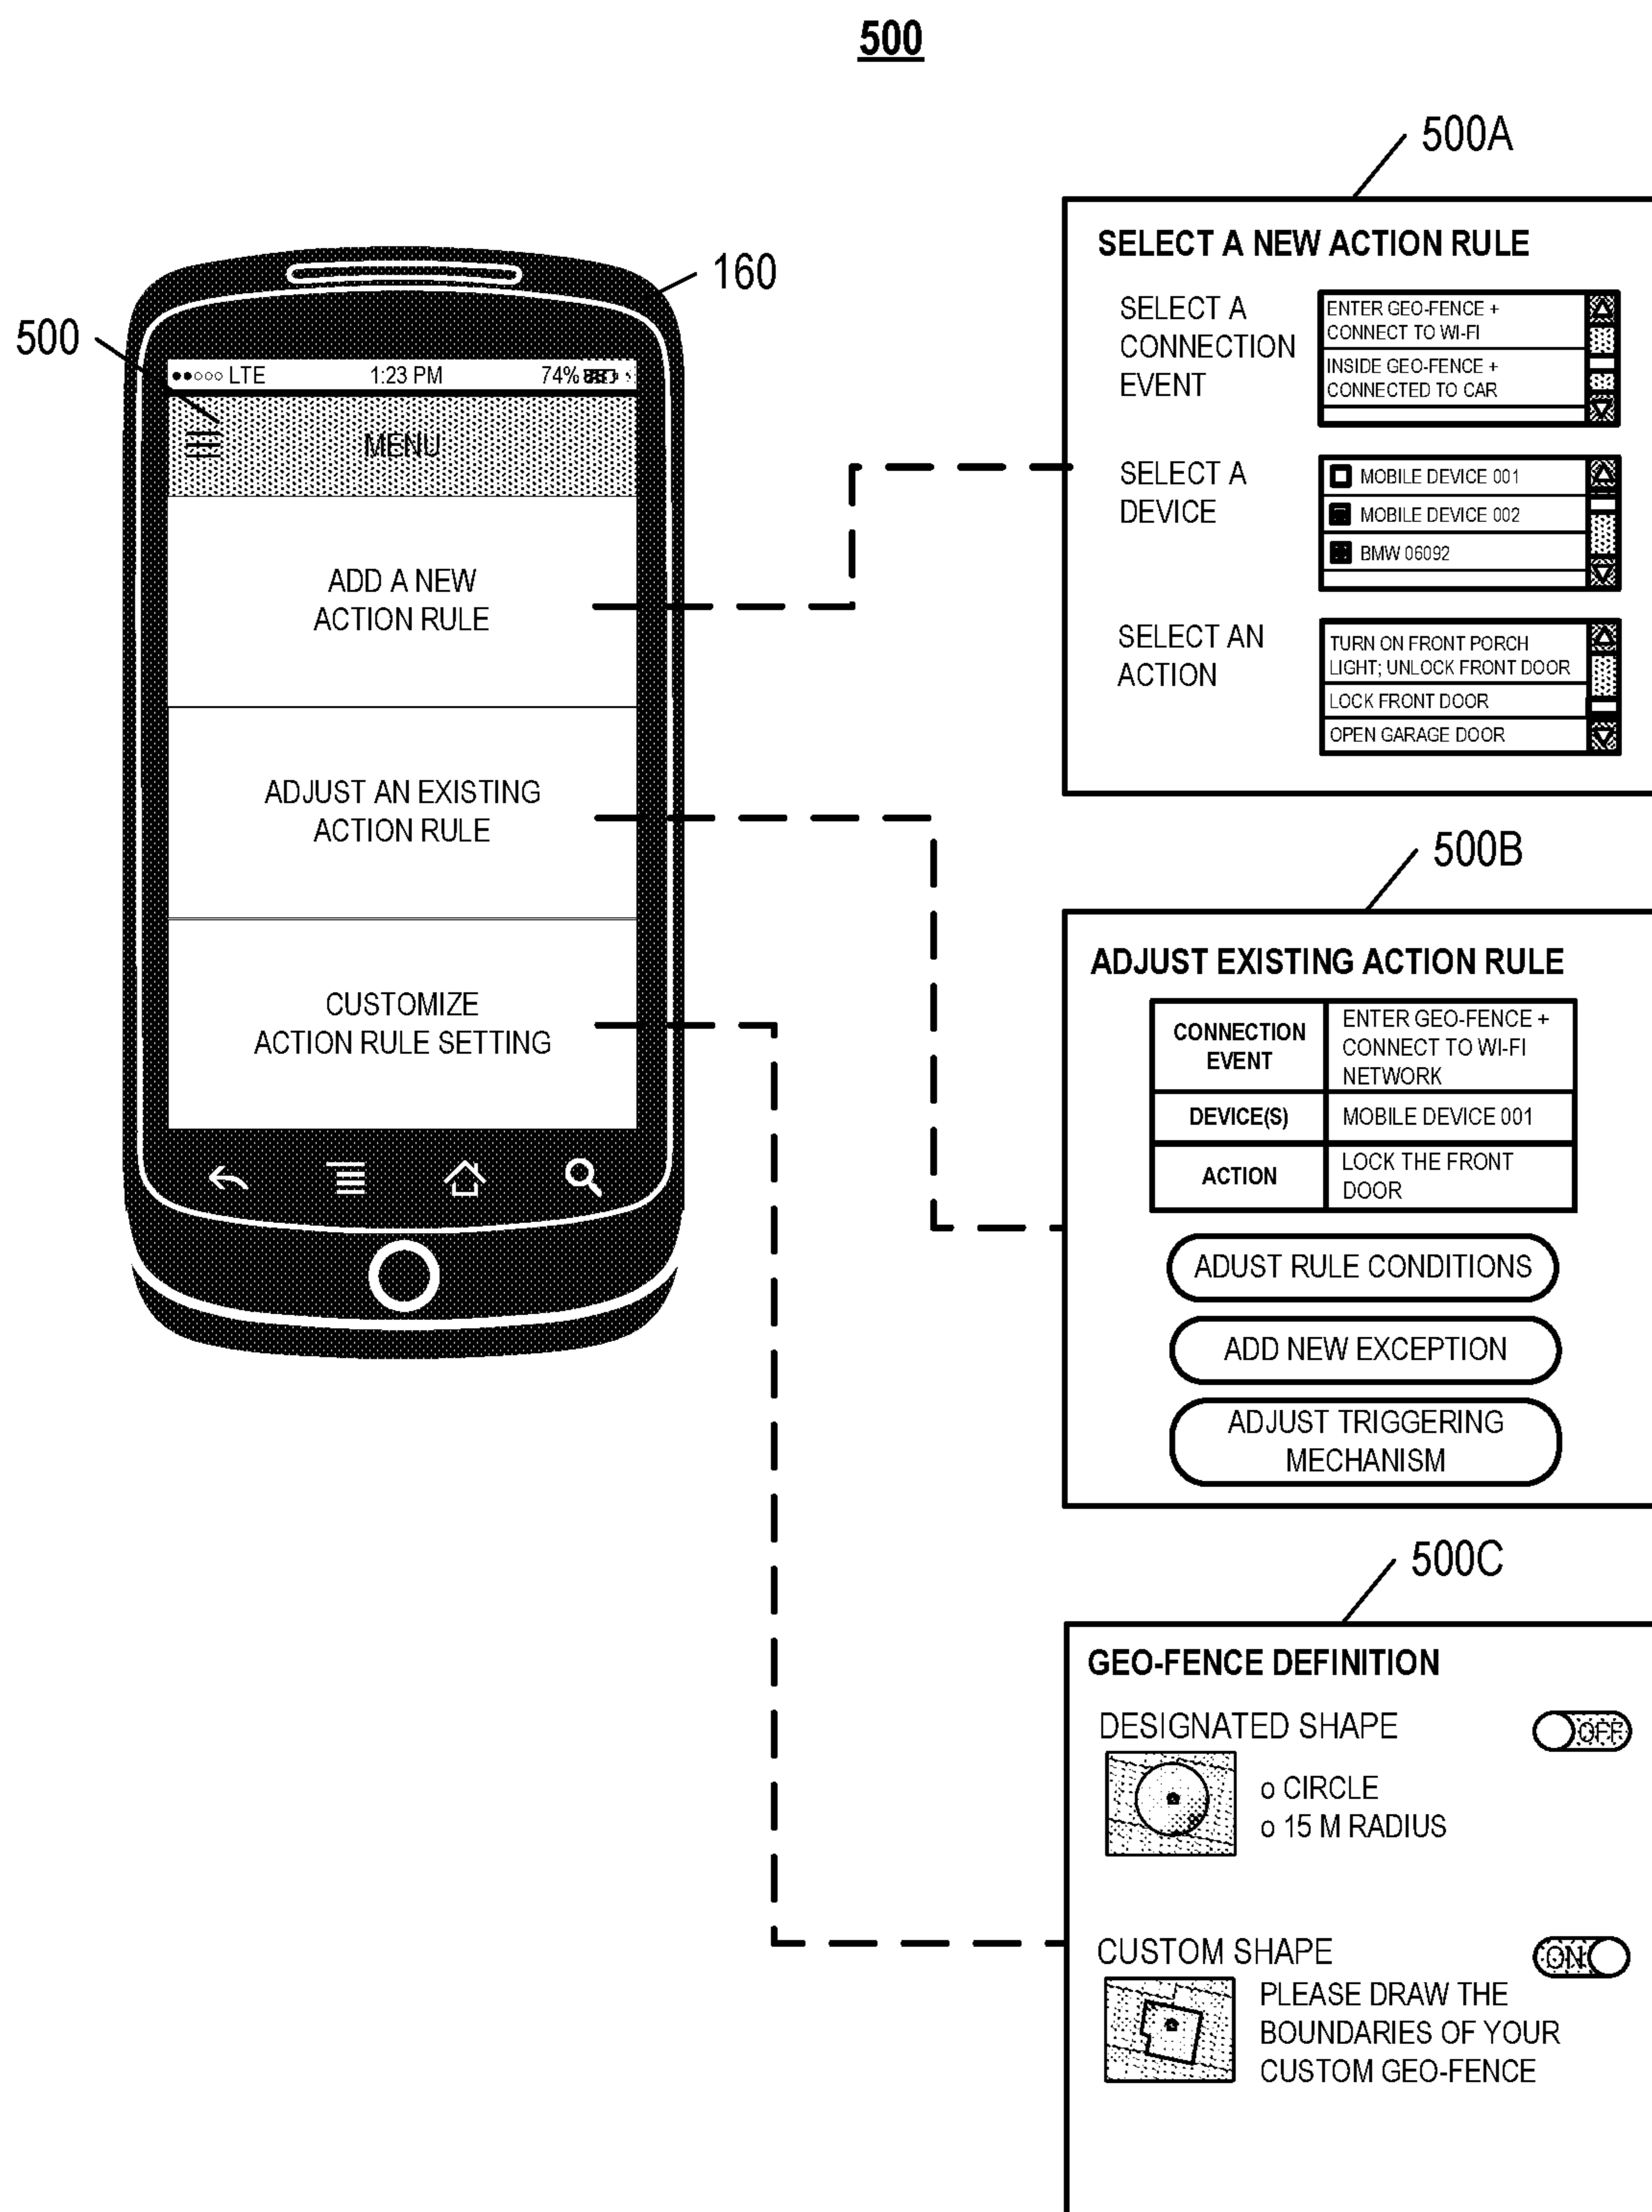 500
500A
500
160
●●○○○ LTE 1:23 PM 74%
MENU
ADD A NEW
ACTION RULE
ADJUST AN EXISTING
ACTION RULE
CUSTOMIZE
ACTION RULE SETTING
SELECT A NEW ACTION RULE
SELECT A
CONNECTION
EVENT
ENTER GEO-FENCE +
CONNECT TO WI-FI
INSIDE GEO-FENCE +
CONNECTED TO CAR
SELECT A
DEVICE
MOBILE DEVICE 001
MOBILE DEVICE 002
BMW 06092
SELECT AN
ACTION
TURN ON FRONT PORCH
LIGHT; UNLOCK FRONT DOOR
LOCK FRONT DOOR
OPEN GARAGE DOOR
500B
ADJUST EXISTING ACTION RULE
CONNECTION
EVENT
ENTER GEO-FENCE +
CONNECT TO WI-FI
NETWORK
DEVICE(S)
MOBILE DEVICE 001
ACTION
LOCK THE FRONT
DOOR
ADUST RULE CONDITIONS
ADD NEW EXCEPTION
ADJUST TRIGGERING
MECHANISM
500C
GEO-FENCE DEFINITION
DESIGNATED SHAPE
OFF
o CIRCLE
o 15 M RADIUS
CUSTOM SHAPE
ON
PLEASE DRAW THE
BOUNDARIES OF YOUR
CUSTOM GEO-FENCE